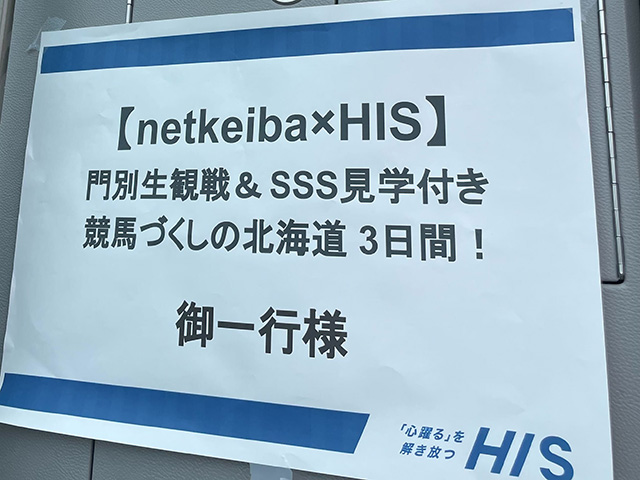 【netkeiba×HIS】
門別生観戦＆SSS見学付き
競馬づくしの北海道 3日間！
御一行様
「心躍る」を
解き放つ
HIS